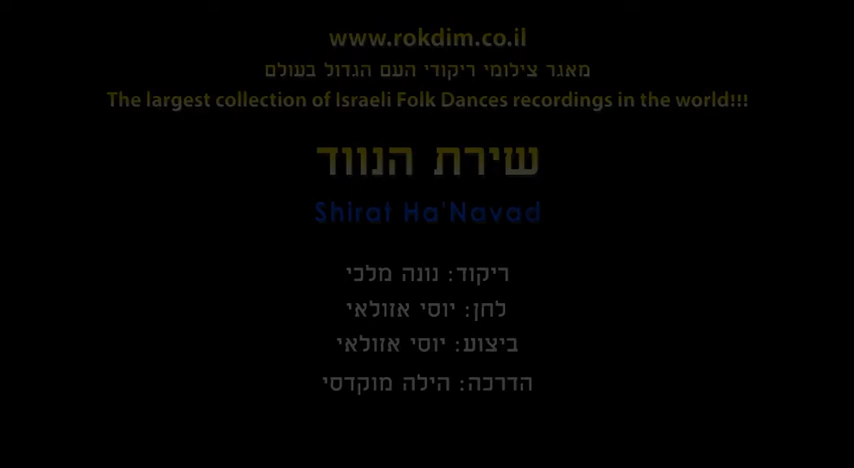 www.rokdim.co.il
מאגר צילומי ריקודי העם הגדול בעולם
The largest collection of Israeli Folk Dances recordings in the world!!!
שירת הנווד
Shirat Ha'Navad
ריקוד: נונה מלכי
לחן: יוסי אזולאי
ביצוע: יוסי אזולאי
הדרכה: הילה מוקדסי